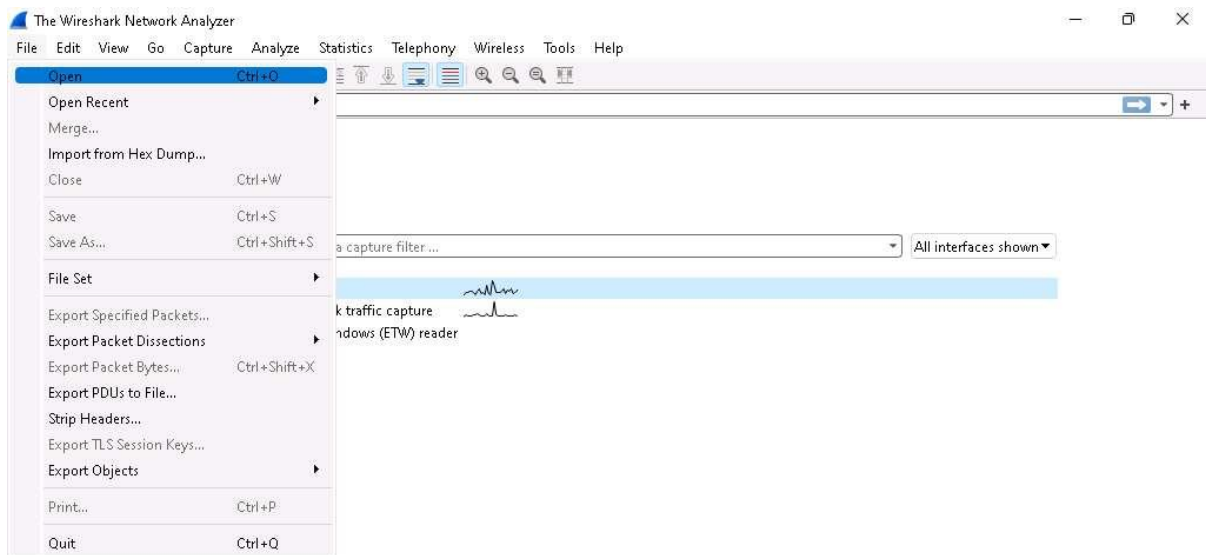 The Wireshark Network Analyzer
File Edit View Go Capture Analyze Statistics Telephony Wireless Tools Help
Open Ctrl+O
Open Recent
Merge...
Import from Hex Dump...
Close Ctrl+W
Save Ctrl+S
Save As... Ctrl+Shift+S
a capture filter ... All interfaces shown
File Set
Export Specified Packets...
k traffic capture
Export Packet Dissections
ndows (ETW) reader
Export Packet Bytes... Ctrl+Shift+X
Export PDUs to File...
Strip Headers...
Export TLS Session Keys...
Export Objects
Print... Ctrl+P
Quit Ctrl+Q